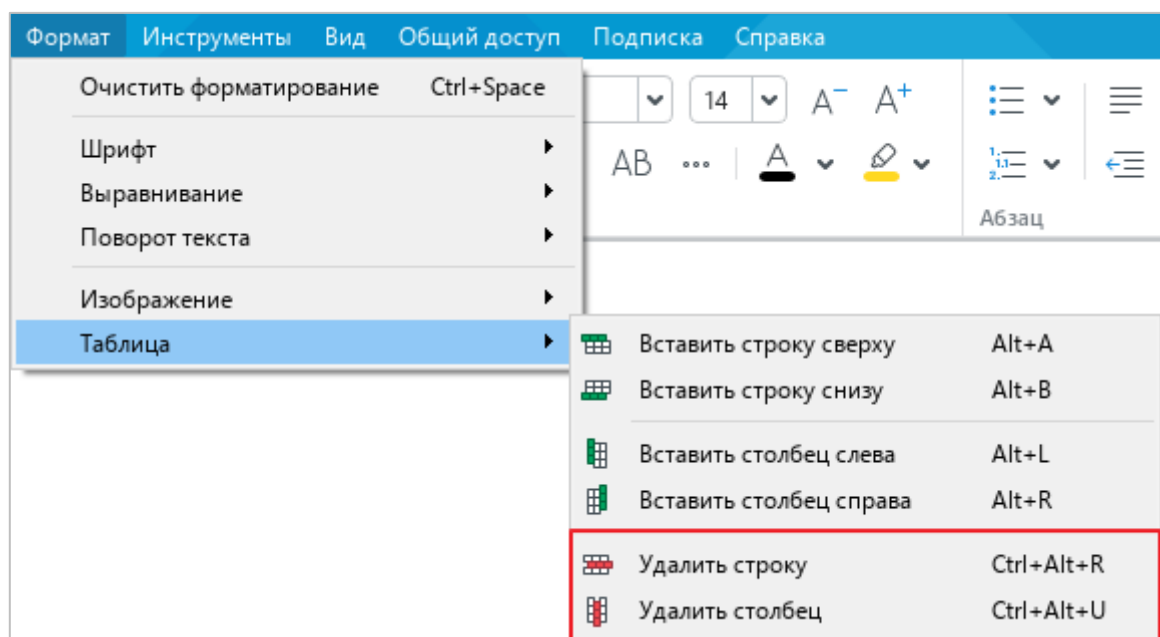 Формат Инструменты Вид Общий доступ Подписка Справка
Очистить форматирование Ctrl+Space
14 A− A+
Шрифт
AB A
Выравнивание
Поворот текста
Абзац
Изображение
Таблица
Вставить строку сверху Alt+A
Вставить строку снизу Alt+B
Вставить столбец слева Alt+L
Вставить столбец справа Alt+R
Удалить строку Ctrl+Alt+R
Удалить столбец Ctrl+Alt+U